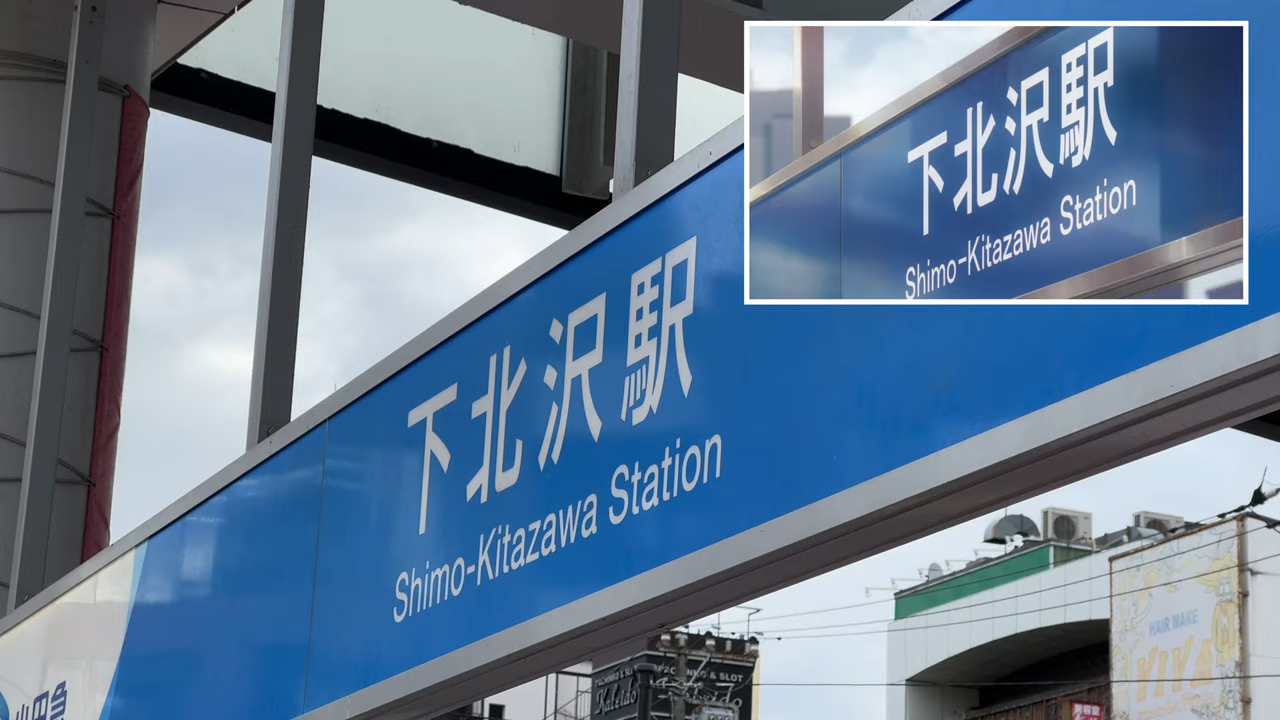 下北沢駅
Shimo-Kitazawa Station
下北沢駅
Shimo-Kitazawa Station
HAIR MAKE
VIVA
PACHINKO & SLOT
Kaleido